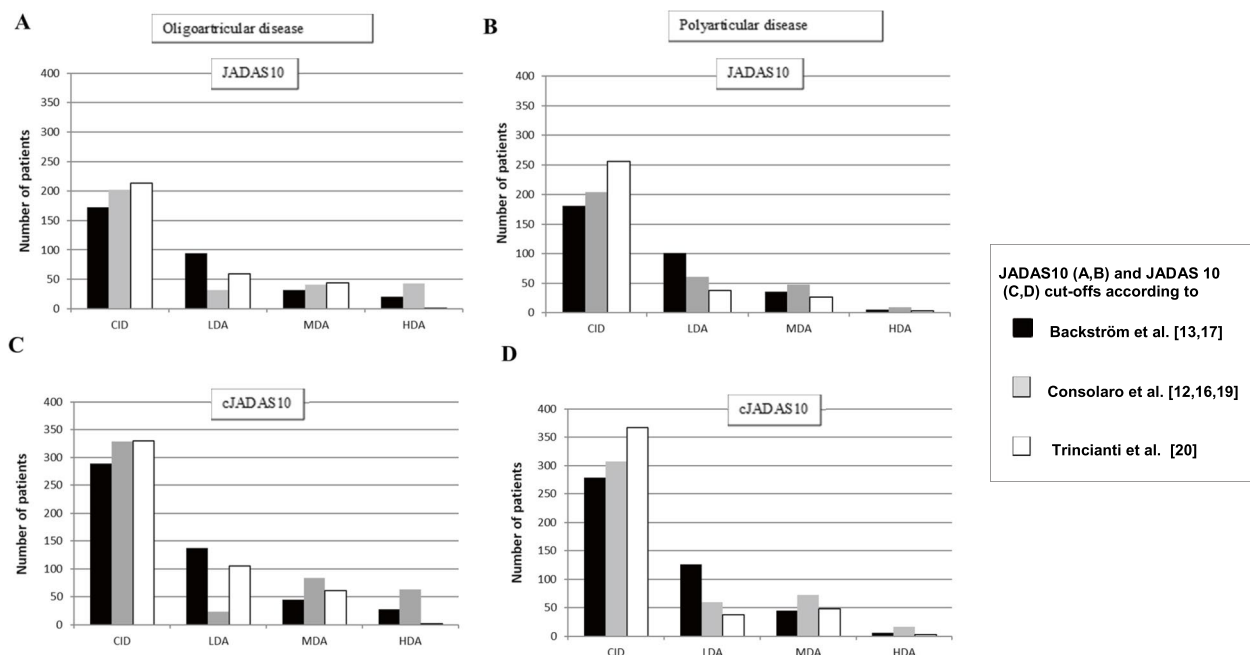 A
Oligoartricular disease
JADAS10
Number of patients
400
350
300
250
200
150
100
50
0
CID LDA MDA HDA
B
Polyarticular disease
JADAS10
Number of patients
400
350
300
250
200
150
100
50
0
CID LDA MDA HDA
C
cJADAS10
Number of patients
400
350
300
250
200
150
100
50
0
CID LDA MDA HDA
D
cJADAS10
Number of patients
400
350
300
250
200
150
100
50
0
CID LDA MDA HDA
JADAS10 (A,B) and JADAS 10
(C,D) cut-offs according to
Backström et al. [13,17]
Consolaro et al. [12,16,19]
Trincianti et al. [20]